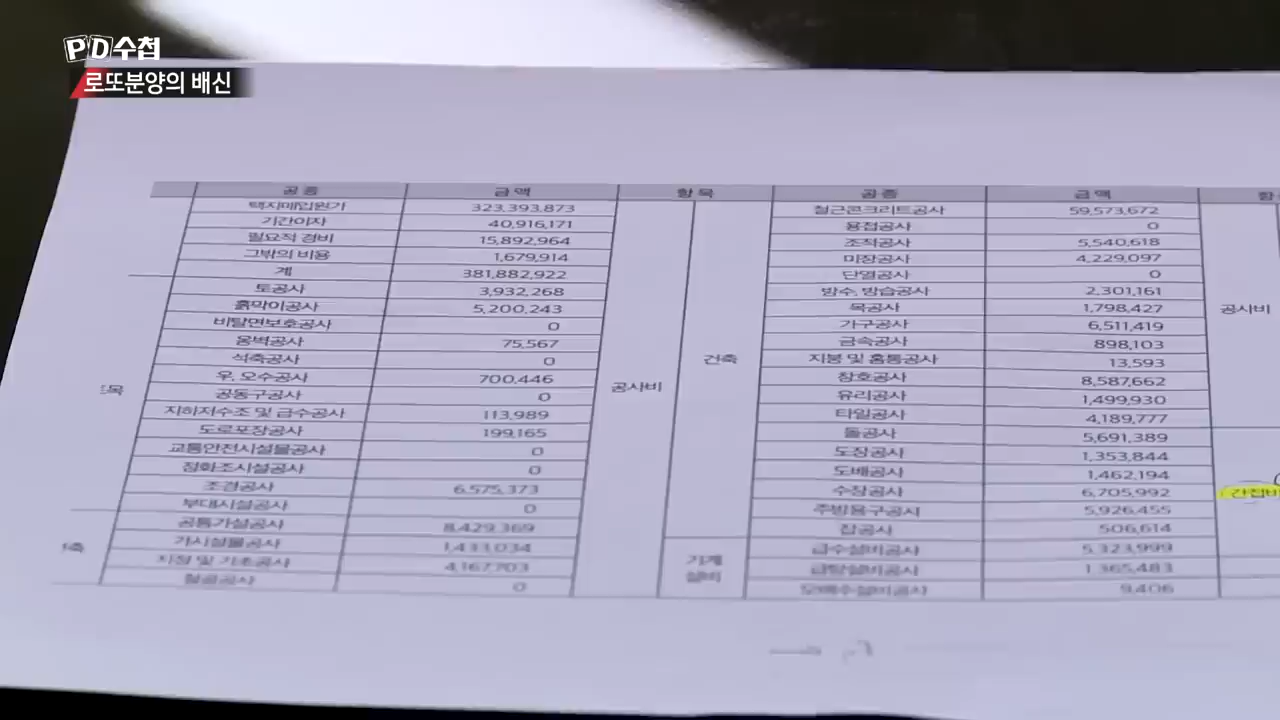 PD수첩
로또분양의 배신
공종 금액 항목 공종 금액
택지매입원가 323,393,873 철근콘크리트공사 59,573,672
기간이자 40,916,171 용접공사 0
필요적 경비 15,892,964 조적공사 5,540,618
그밖의 비용 1,679,914 미장공사 4,229,097
계 381,882,922 단열공사 0
토공사 3,932,268 방수, 방습공사 2,301,161
흙막이공사 5,200,243 목공사 1,798,427 공사비
비탈면보호공사 0 가구공사 6,511,419
옹벽공사 75,567 금속공사 898,103
석축공사 0 건축 지붕 및 홈통공사 13,593
우, 오수공사 700,446 공사비 창호공사 8,587,662
공동구공사 0 유리공사 1,499,930
지하저수조 및 급수공사 113,989 타일공사 4,189,777
도로포장공사 199,165 돌공사 5,691,389
교통안전시설물공사 0 도장공사 1,353,844
정화조시설공사 0 도배공사 1,462,194
조경공사 6,575,373 수장공사 6,705,992 간접비
부대시설공사 0 주방용구공사 5,926,455
공통가설공사 8,429,369 잡공사 506,614
가시설물공사 1,433,034 기계 급수설비공사 5,323,999
지정 및 기초공사 4,167,703 설비 급탕설비공사 1,365,483
철골공사 0 오배수설비공사 9,406